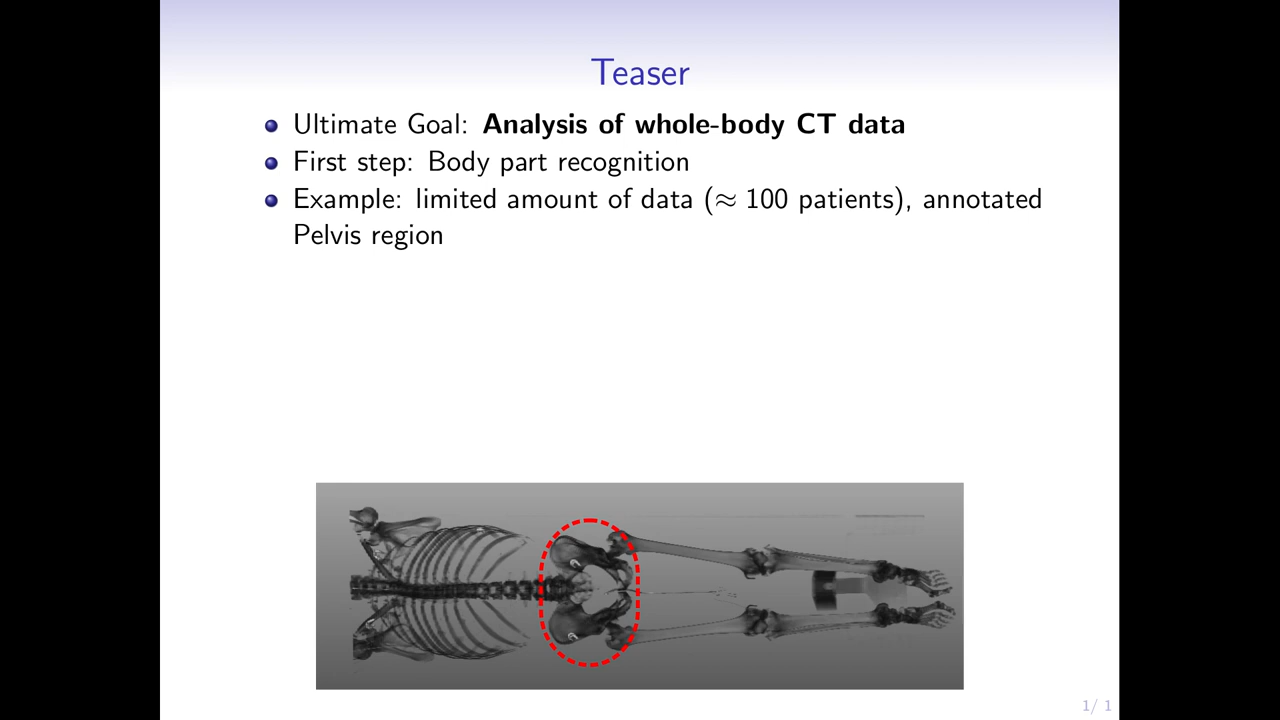 Teaser
Ultimate Goal: Analysis of whole-body CT data
First step: Body part recognition
Example: limited amount of data (≈ 100 patients), annotated
Pelvis region
1/ 1